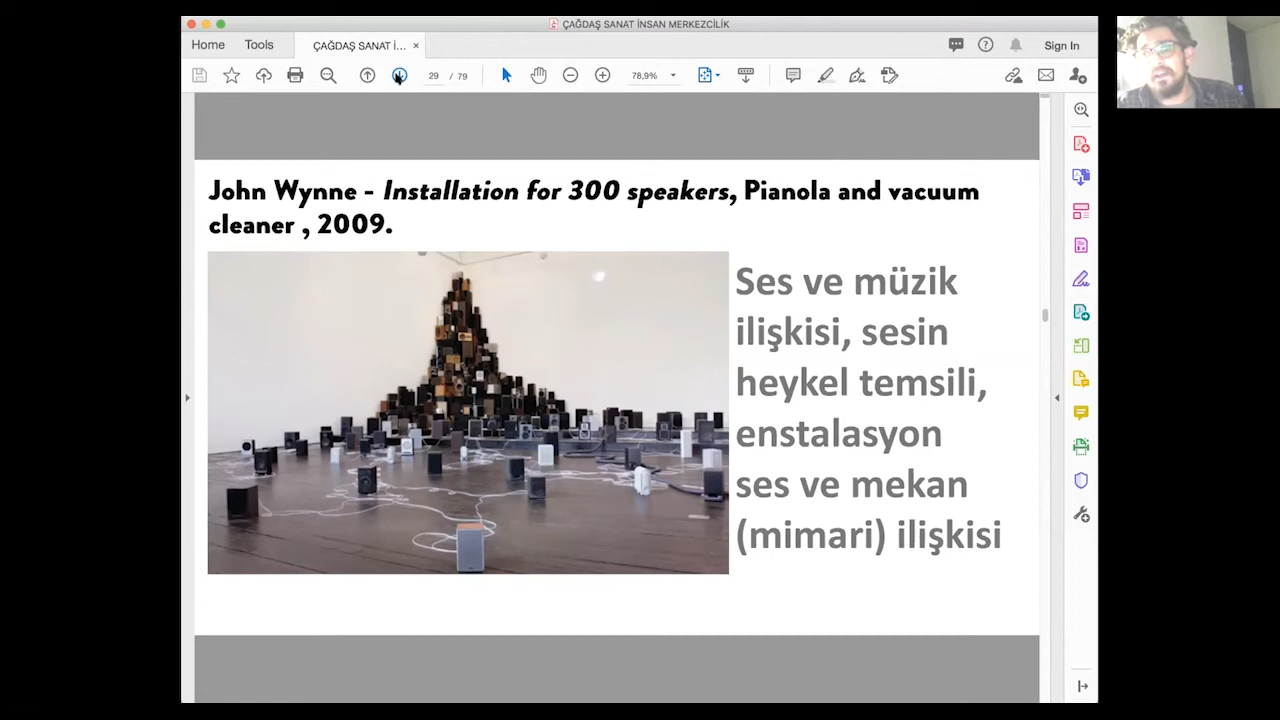 ÇAĞDAŞ SANAT İNSAN MERKEZCİLİK
Home
Tools
ÇAĞDAŞ SANAT İ... ×
Sign In
29 / 79
78,9%
John Wynne - Installation for 300 speakers, Pianola and vacuum
cleaner , 2009.
Ses ve müzik
ilişkisi, sesin
heykel temsili,
enstalasyon
ses ve mekan
(mimari) ilişkisi